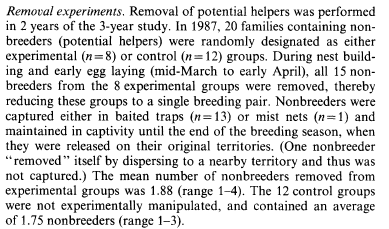 Removal experiments. Removal of potential helpers was performed
in 2 years of the 3-year study. In 1987, 20 families containing non-
breeders (potential helpers) were randomly designated as either
experimental (n=8) or control (n=12) groups. During nest build-
ing and early egg laying (mid-March to early April), all 15 non-
breeders from the 8 experimental groups were removed, thereby
reducing these groups to a single breeding pair. Nonbreeders were
captured either in baited traps (n=13) or mist nets (n=1) and
maintained in captivity until the end of the breeding season, when
they were released on their original territories. (One nonbreeder
"removed" itself by dispersing to a nearby territory and thus was
not captured.) The mean number of nonbreeders removed from
experimental groups was 1.88 (range 1–4). The 12 control groups
were not experimentally manipulated, and contained an average
of 1.75 nonbreeders (range 1–3).